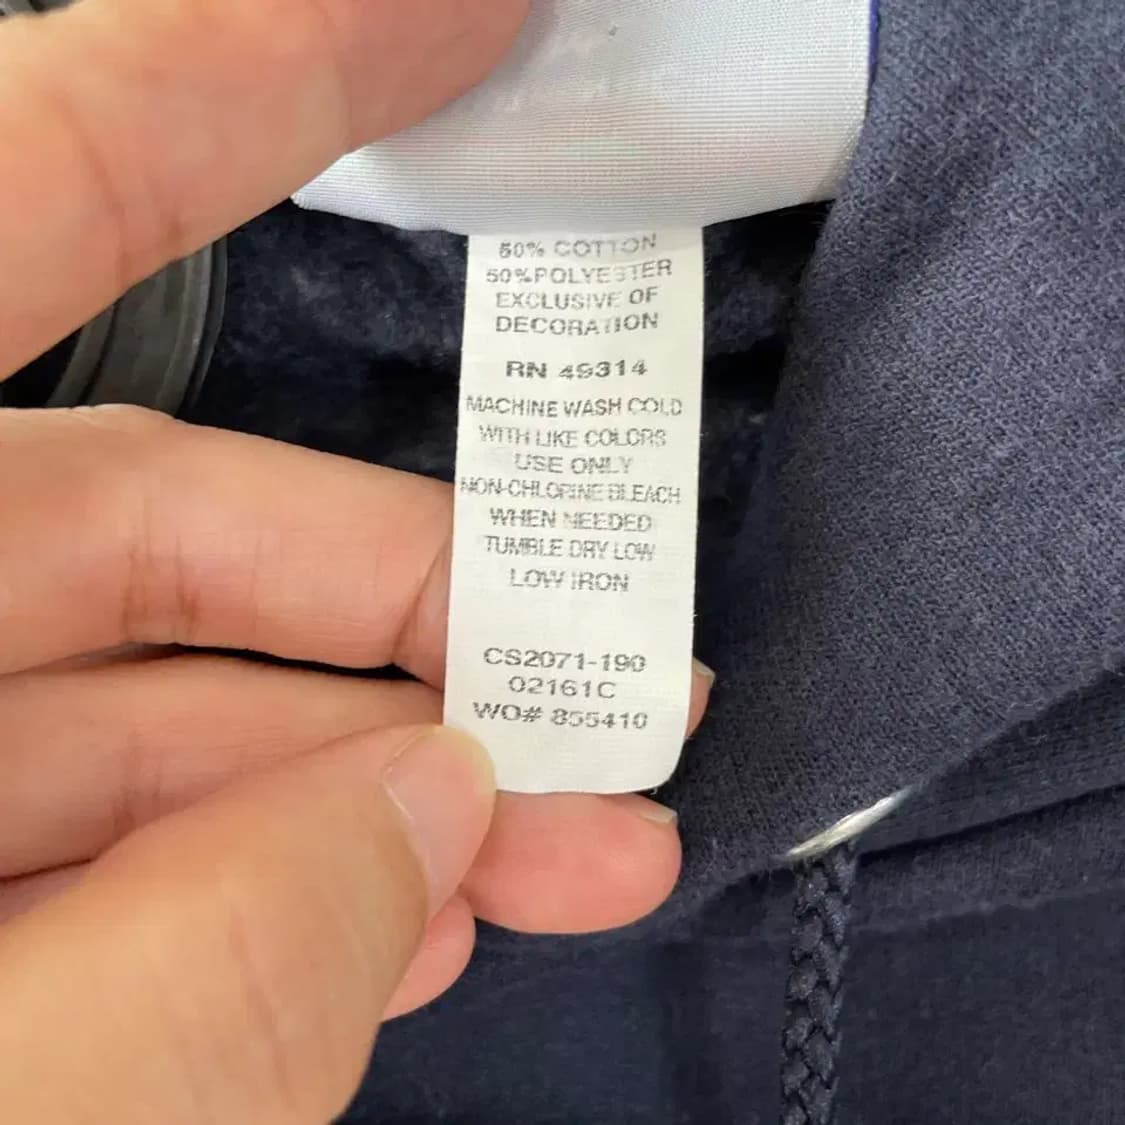 50% COTTON
50%POLYESTER
EXCLUSIVE OF
DECORATION
RN 49314
MACHINE WASH COLD
WITH LIKE COLORS
USE ONLY
NON-CHLORINE BLEACH
WHEN NEEDED
TUMBLE DRY LOW
LOW IRON
CS2071-190
02161C
WO# 855410